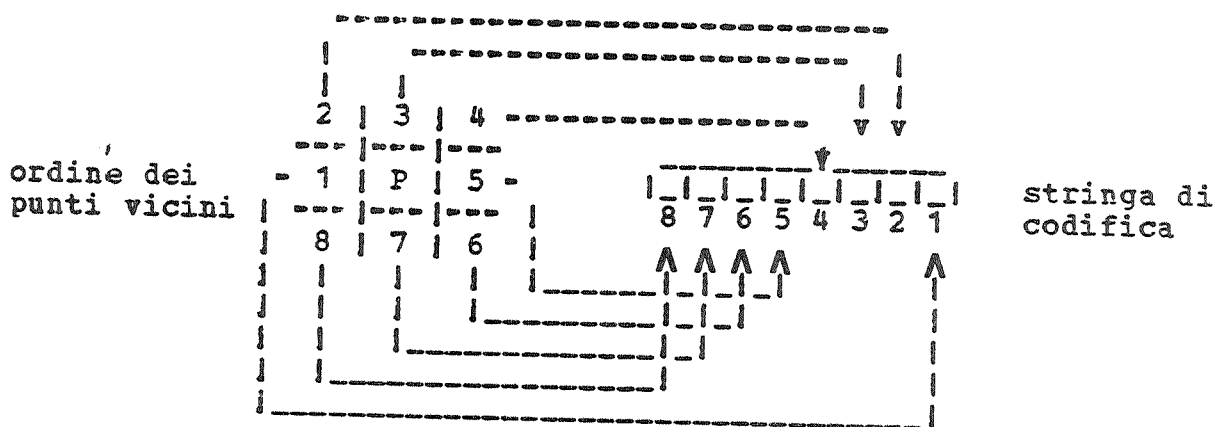 2 | 3 | 4
ordine dei
punti vicini
1 | P | 5
8 | 7 | 6
8 7 6 5 4 3 2 1
stringa di
codifica